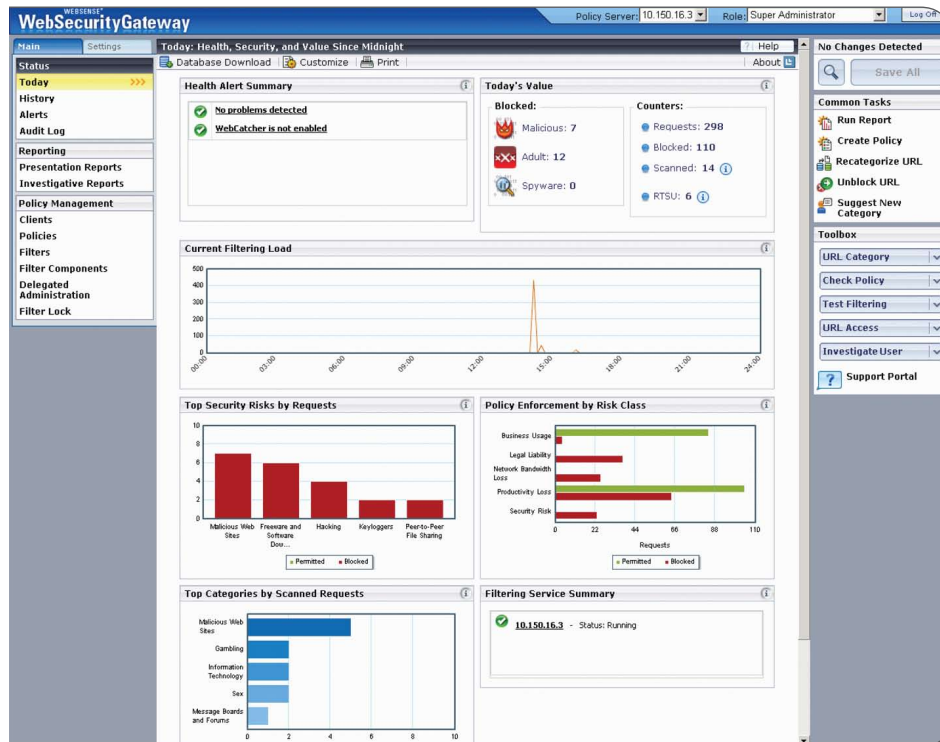 WEBSENSE®
WebSecurityGateway
Policy Server: 10.150.16.3
Role: Super Administrator
Log Off
Main
Settings
Status
Today >>>
History
Alerts
Audit Log
Reporting
Presentation Reports
Investigative Reports
Policy Management
Clients
Policies
Filters
Filter Components
Delegated
Administration
Filter Lock
Today: Health, Security, and Value Since Midnight
? Help
Database Download
Customize
Print
About
Health Alert Summary
No problems detected
WebCatcher is not enabled
Today's Value
Blocked:
Malicious: 7
xXx
Adult: 12
Spyware: 0
Counters:
Requests: 298
Blocked: 110
Scanned: 14
RTSU: 6
Current Filtering Load
500
400
300
200
100
0
00:00
03:00
06:00
09:00
12:00
15:00
18:00
21:00
24:00
Top Security Risks by Requests
10
8
6
4
2
0
Malicious Web
Sites
Freeware and
Software
Dow...
Hacking
Keyloggers
Peer-to-Peer
File Sharing
Permitted
Blocked
Policy Enforcement by Risk Class
Business Usage
Legal Liability
Network Bandwidth
Loss
Productivity Loss
Security Risk
0
22
44
66
88
110
Requests
Permitted
Blocked
Top Categories by Scanned Requests
Malicious Web
Sites
Gambling
Information
Technology
Sex
Message Boards
and Forums
0
2
4
6
8
10
Filtering Service Summary
10.150.16.3 - Status: Running
No Changes Detected
Save All
Common Tasks
Run Report
Create Policy
Recategorize URL
Unblock URL
Suggest New
Category
Toolbox
URL Category
Check Policy
Test Filtering
URL Access
Investigate User
? Support Portal